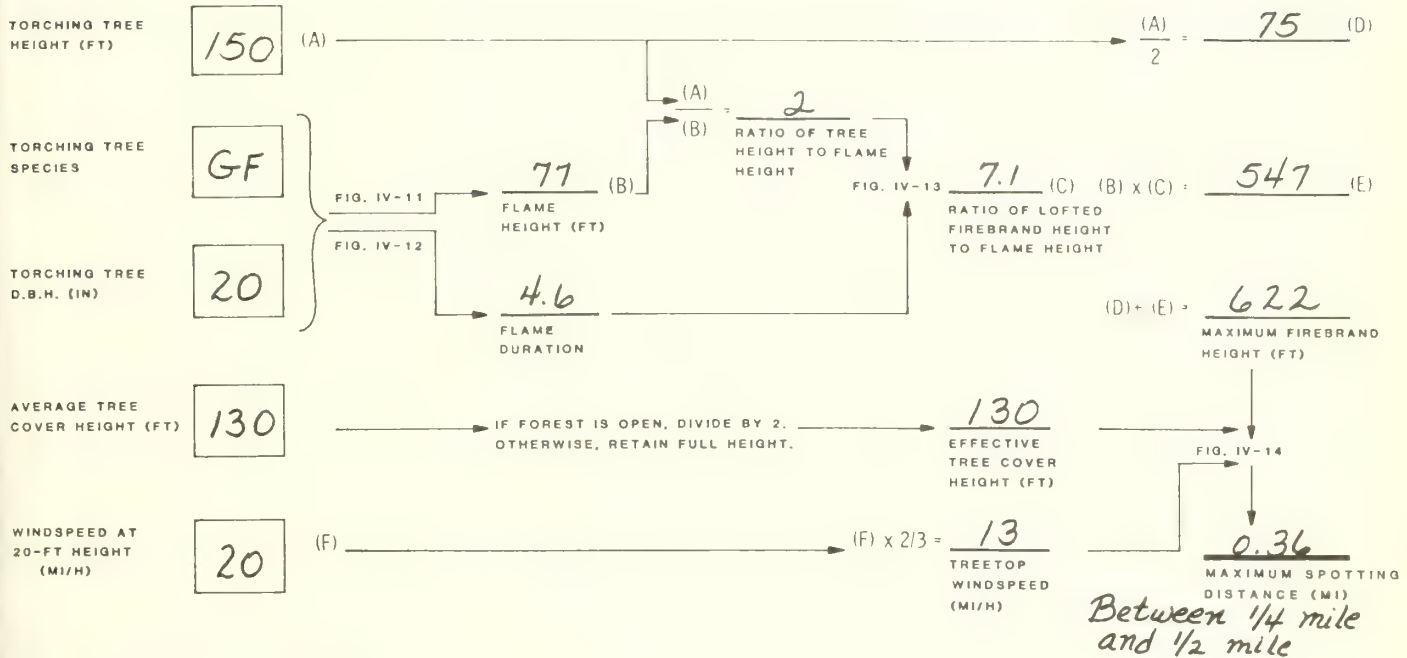 TORCHING TREE
HEIGHT (FT)
150
(A)
(A)
2
=
75
(D)
(A)
(B)
=
2
RATIO OF TREE
HEIGHT TO FLAME
HEIGHT
TORCHING TREE
SPECIES
GF
FIG. IV-11
77
(B)
FLAME
HEIGHT (FT)
FIG. IV-13
7.1
(C)
RATIO OF LOFTED
FIREBRAND HEIGHT
TO FLAME HEIGHT
(B) x (C) =
547
(E)
FIG. IV-12
TORCHING TREE
D.B.H. (IN)
20
4.6
FLAME
DURATION
(D)+ (E) =
622
MAXIMUM FIREBRAND
HEIGHT (FT)
AVERAGE TREE
COVER HEIGHT (FT)
130
IF FOREST IS OPEN, DIVIDE BY 2.
OTHERWISE, RETAIN FULL HEIGHT.
130
EFFECTIVE
TREE COVER
HEIGHT (FT)
FIG. IV-14
WINDSPEED AT
20-FT HEIGHT
(MI/H)
20
(F)
(F) x 2/3 =
13
TREETOP
WINDSPEED
(MI/H)
0.36
MAXIMUM SPOTTING
DISTANCE (MI)
Between 1/4 mile
and 1/2 mile